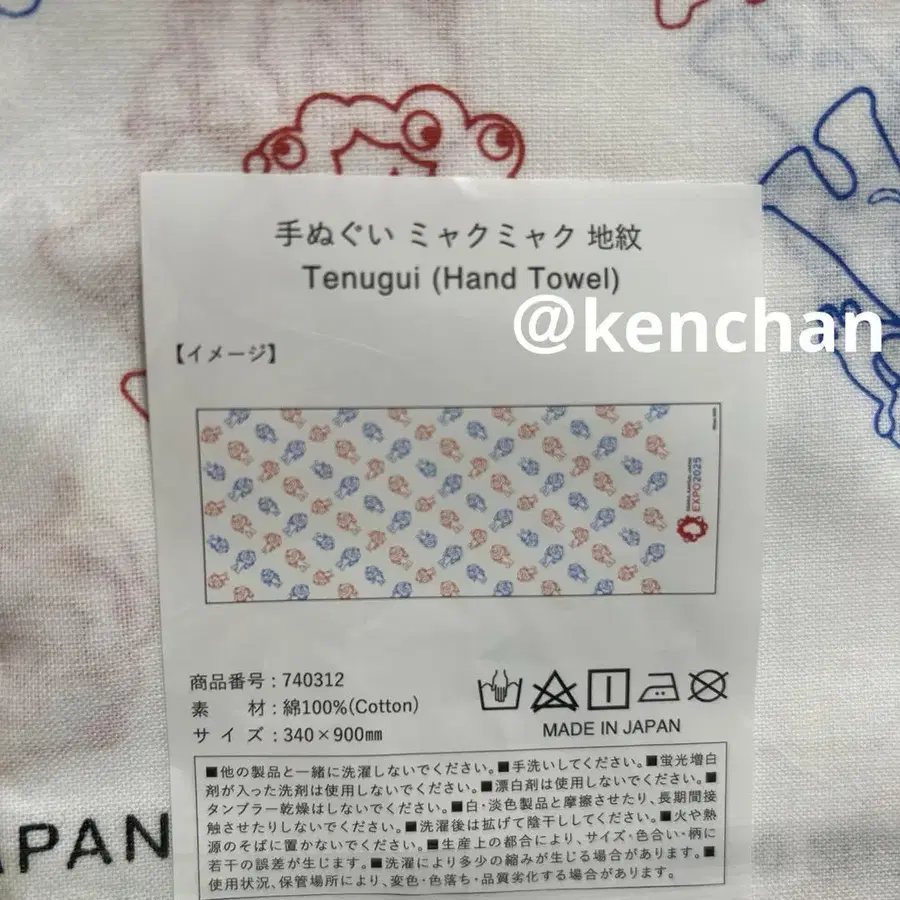 手ぬぐい ミャクミャク 地紋
Tenugui (Hand Towel)
@kenchan
【イメージ】
EXPO2025
商品番号 : 740312
素　材 : 綿100%(Cotton)
サイズ : 340×900㎜
MADE IN JAPAN
■他の製品と一緒に洗濯しないでください。■手洗いしてください。■蛍光増白
剤が入った洗剤は使用しないでください。■漂白剤は使用しないでください。■
タンブラー乾燥はしないでください。■白・淡色製品と摩擦させたり、長期間接
触させたりしないでください。■洗濯後は拡げて陰干ししてください。■火や熱
源のそばに置かないでください。■生産上の都合により、サイズ・色合い・柄に
若干の誤差が生じます。■洗濯により多少の縮みが生じる場合があります。■
使用状況、保管場所により、変色・色落ち・品質劣化する場合があります。
APAN